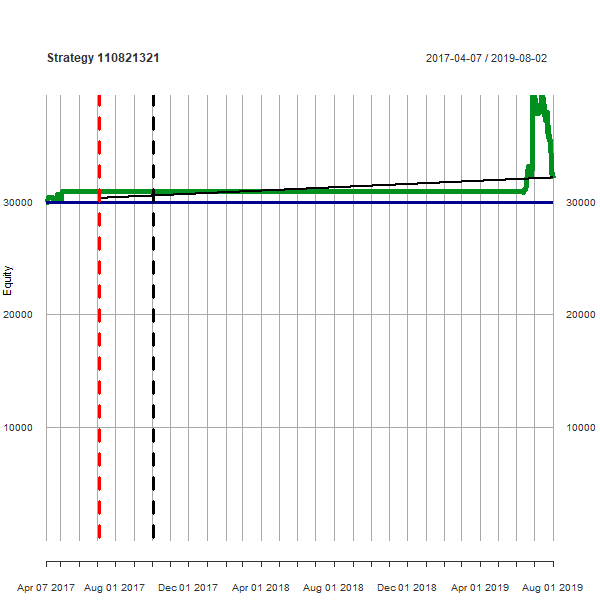 Strategy 110821321 2017-04-07 / 2019-08-02
30000 30000
Equity
20000 20000
10000 10000
Apr 07 2017 Aug 01 2017 Dec 01 2017 Apr 01 2018 Aug 01 2018 Dec 01 2018 Apr 01 2019 Aug 01 2019